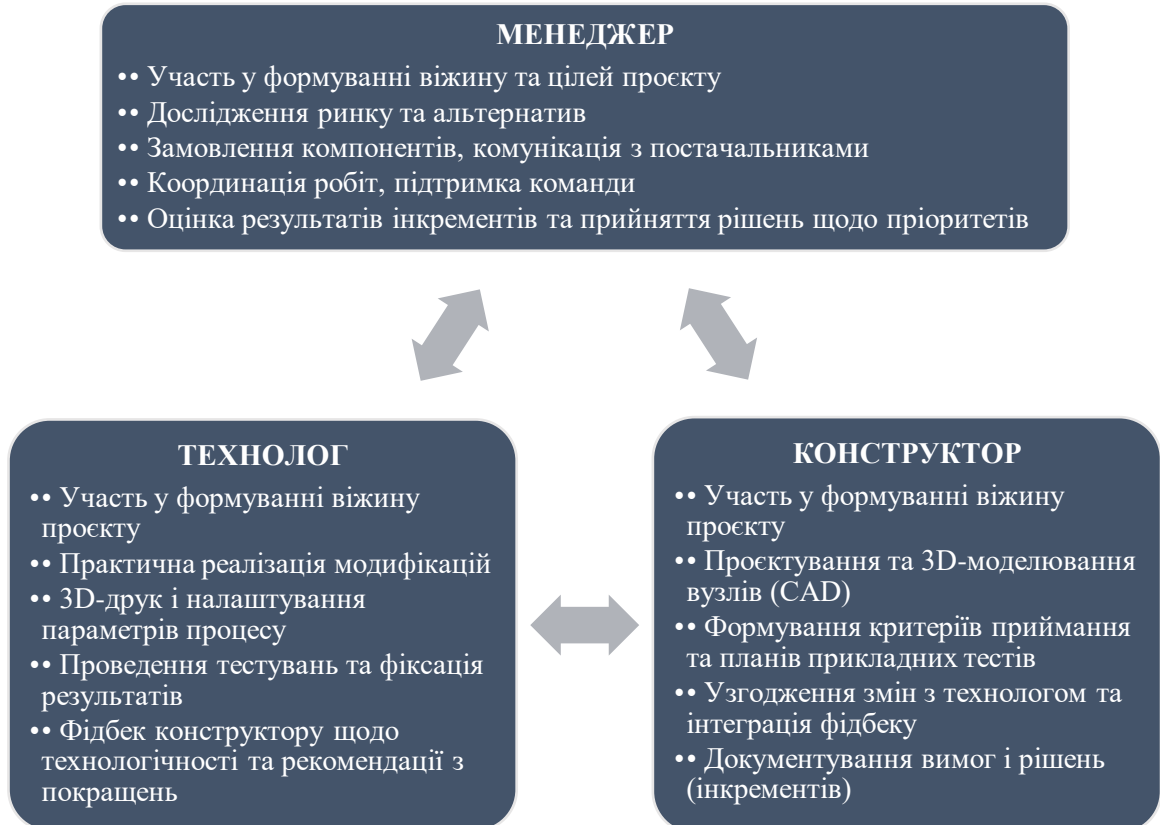 МЕНЕДЖЕР
•• Участь у формуванні віжину та цілей проєкту
•• Дослідження ринку та альтернатив
•• Замовлення компонентів, комунікація з постачальниками
•• Координація робіт, підтримка команди
•• Оцінка результатів інкрементів та прийняття рішень щодо пріоритетів
ТЕХНОЛОГ
•• Участь у формуванні віжину
проєкту
•• Практична реалізація модифікацій
•• 3D-друк і налаштування
параметрів процесу
•• Проведення тестувань та фіксація
результатів
•• Фідбек конструктору щодо
технологічності та рекомендації з
покращень
КОНСТРУКТОР
•• Участь у формуванні віжину
проєкту
•• Проєктування та 3D-моделювання
вузлів (CAD)
•• Формування критеріїв приймання
та планів прикладних тестів
•• Узгодження змін з технологом та
інтеграція фідбеку
•• Документування вимог і рішень
(інкрементів)